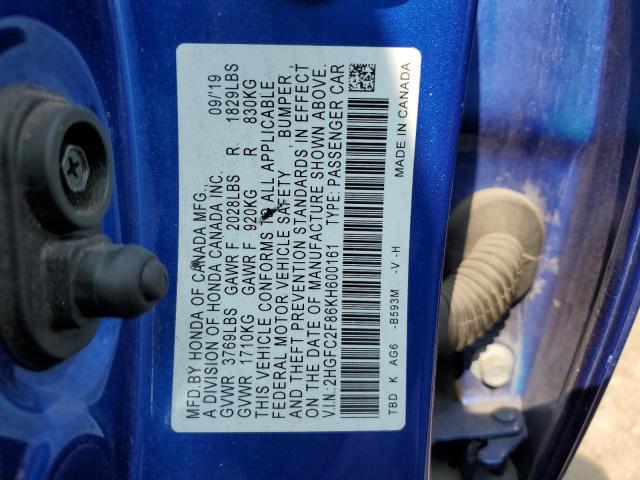 MFD BY HONDA OF CANADA MFG.,
A DIVISION OF HONDA CANADA INC. 09/19
GVWR 3769LBS GAWR F 2028LBS R 1829LBS
GVWR 1710KG GAWR F 920KG R 830KG
THIS VEHICLE CONFORMS TO ALL APPLICABLE
FEDERAL MOTOR VEHICLE SAFETY, BUMPER,
AND THEFT PREVENTION STANDARDS IN EFFECT
ON THE DATE OF MANUFACTURE SHOWN ABOVE.
V.I.N.:2HGFC2F86KH600161 TYPE: PASSENGER CAR
TBD K AG6 -B593M -V -H MADE IN CANADA